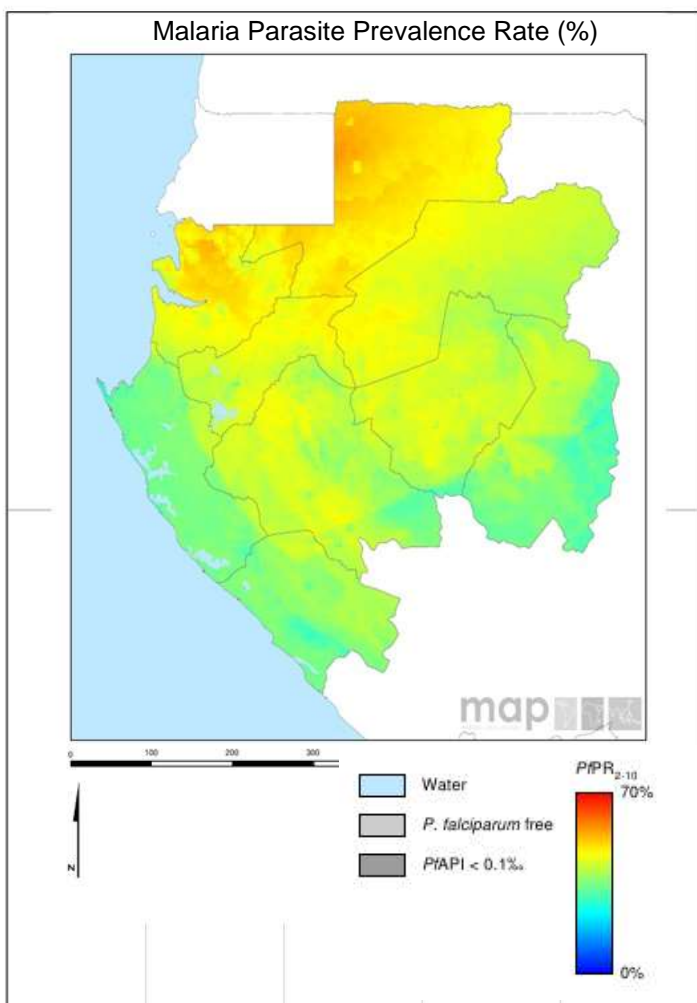 Malaria Parasite Prevalence Rate (%)
map
0 100 200 300
N
Water
P. falciparum free
PfAPI < 0.1‰
PfPR2-10
70%
0%